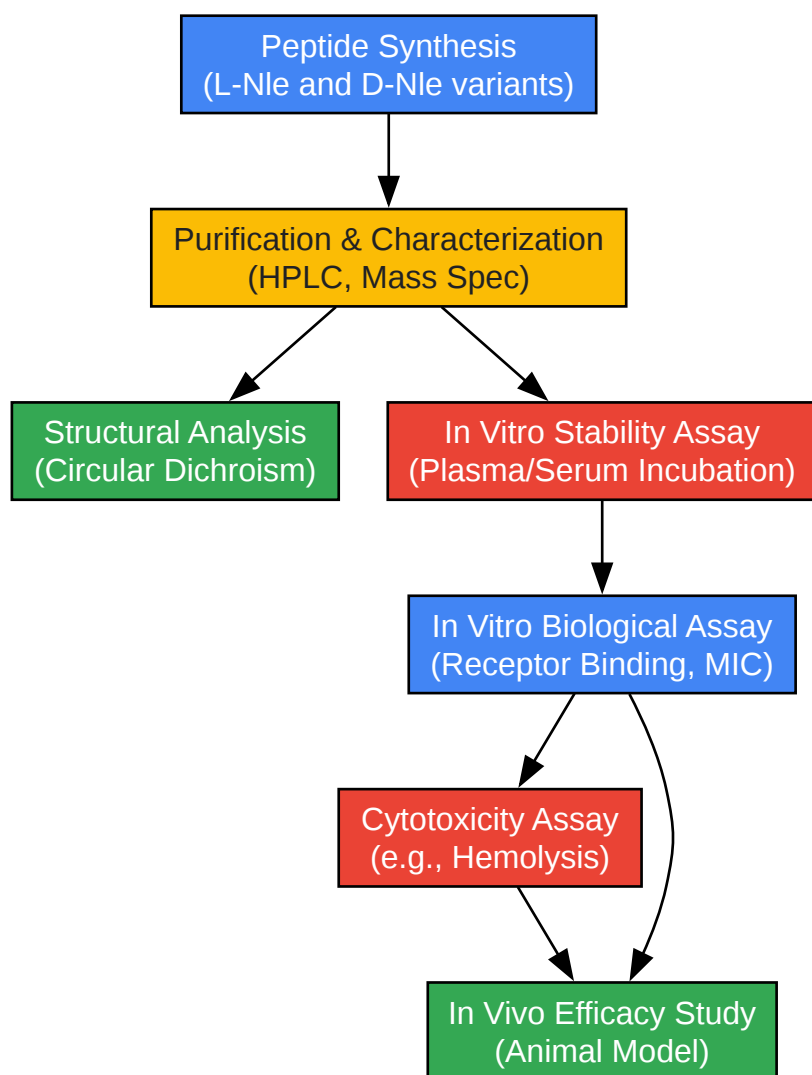 Peptide Synthesis
(L-Nle and D-Nle variants)
Purification & Characterization
(HPLC, Mass Spec)
Structural Analysis
(Circular Dichroism)
In Vitro Stability Assay
(Plasma/Serum Incubation)
In Vitro Biological Assay
(Receptor Binding, MIC)
Cytotoxicity Assay
(e.g., Hemolysis)
In Vivo Efficacy Study
(Animal Model)